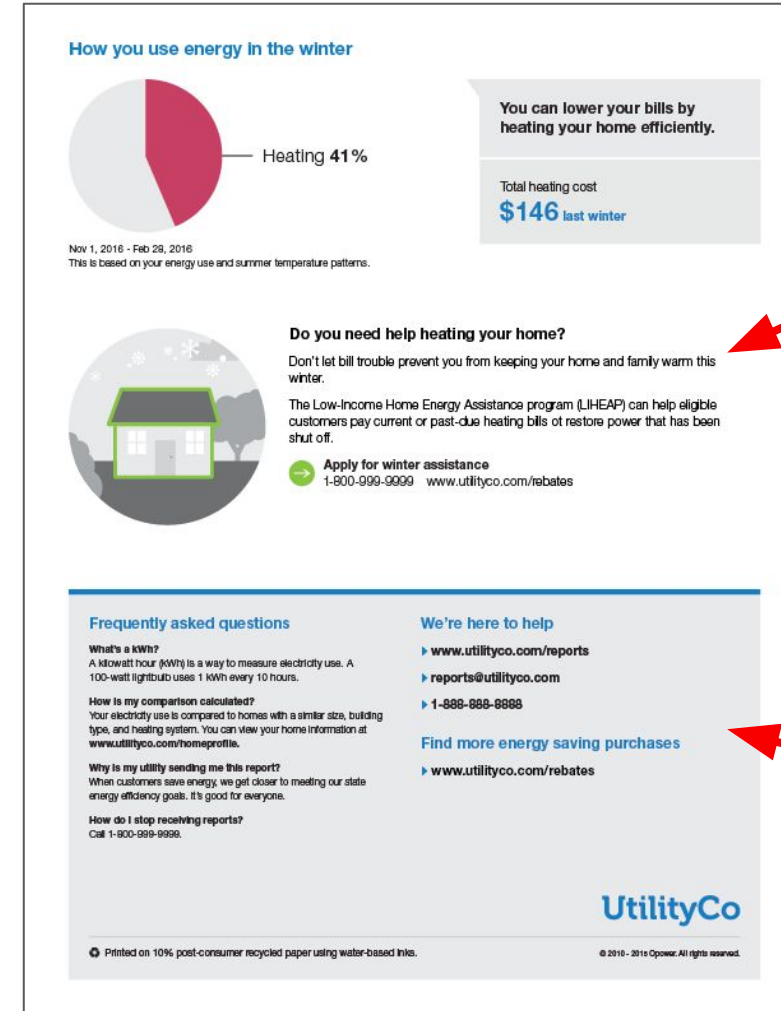 How you use energy in the winter
Heating 41%
You can lower your bills by
heating your home efficiently.
Total heating cost
$146 last winter
Nov 1, 2016 - Feb 29, 2016
This is based on your energy use and summer temperature patterns.
Do you need help heating your home?
Don't let bill trouble prevent you from keeping your home and family warm this
winter.
The Low-Income Home Energy Assistance program (LIHEAP) can help eligible
customers pay current or past-due heating bills ot restore power that has been
shut off.
Apply for winter assistance
1-800-999-9999 www.utilityco.com/rebates
Frequently asked questions
What's a kWh?
A kilowatt hour (kWh) is a way to measure electricity use. A
100-watt lightbulb uses 1 kWh every 10 hours.
How is my comparison calculated?
Your electricity use is compared to homes with a similar size, building
type, and heating system. You can view your home information at
www.utilityco.com/homeprofile.
Why is my utility sending me this report?
When customers save energy, we get closer to meeting our state
energy efficiency goals. It's good for everyone.
How do I stop receiving reports?
Call 1-800-999-9999.
We're here to help
www.utilityco.com/reports
reports@utilityco.com
1-888-888-8888
Find more energy saving purchases
www.utilityco.com/rebates
UtilityCo
Printed on 10% post-consumer recycled paper using water-based inks.
© 2010 - 2015 Opower. All rights reserved.